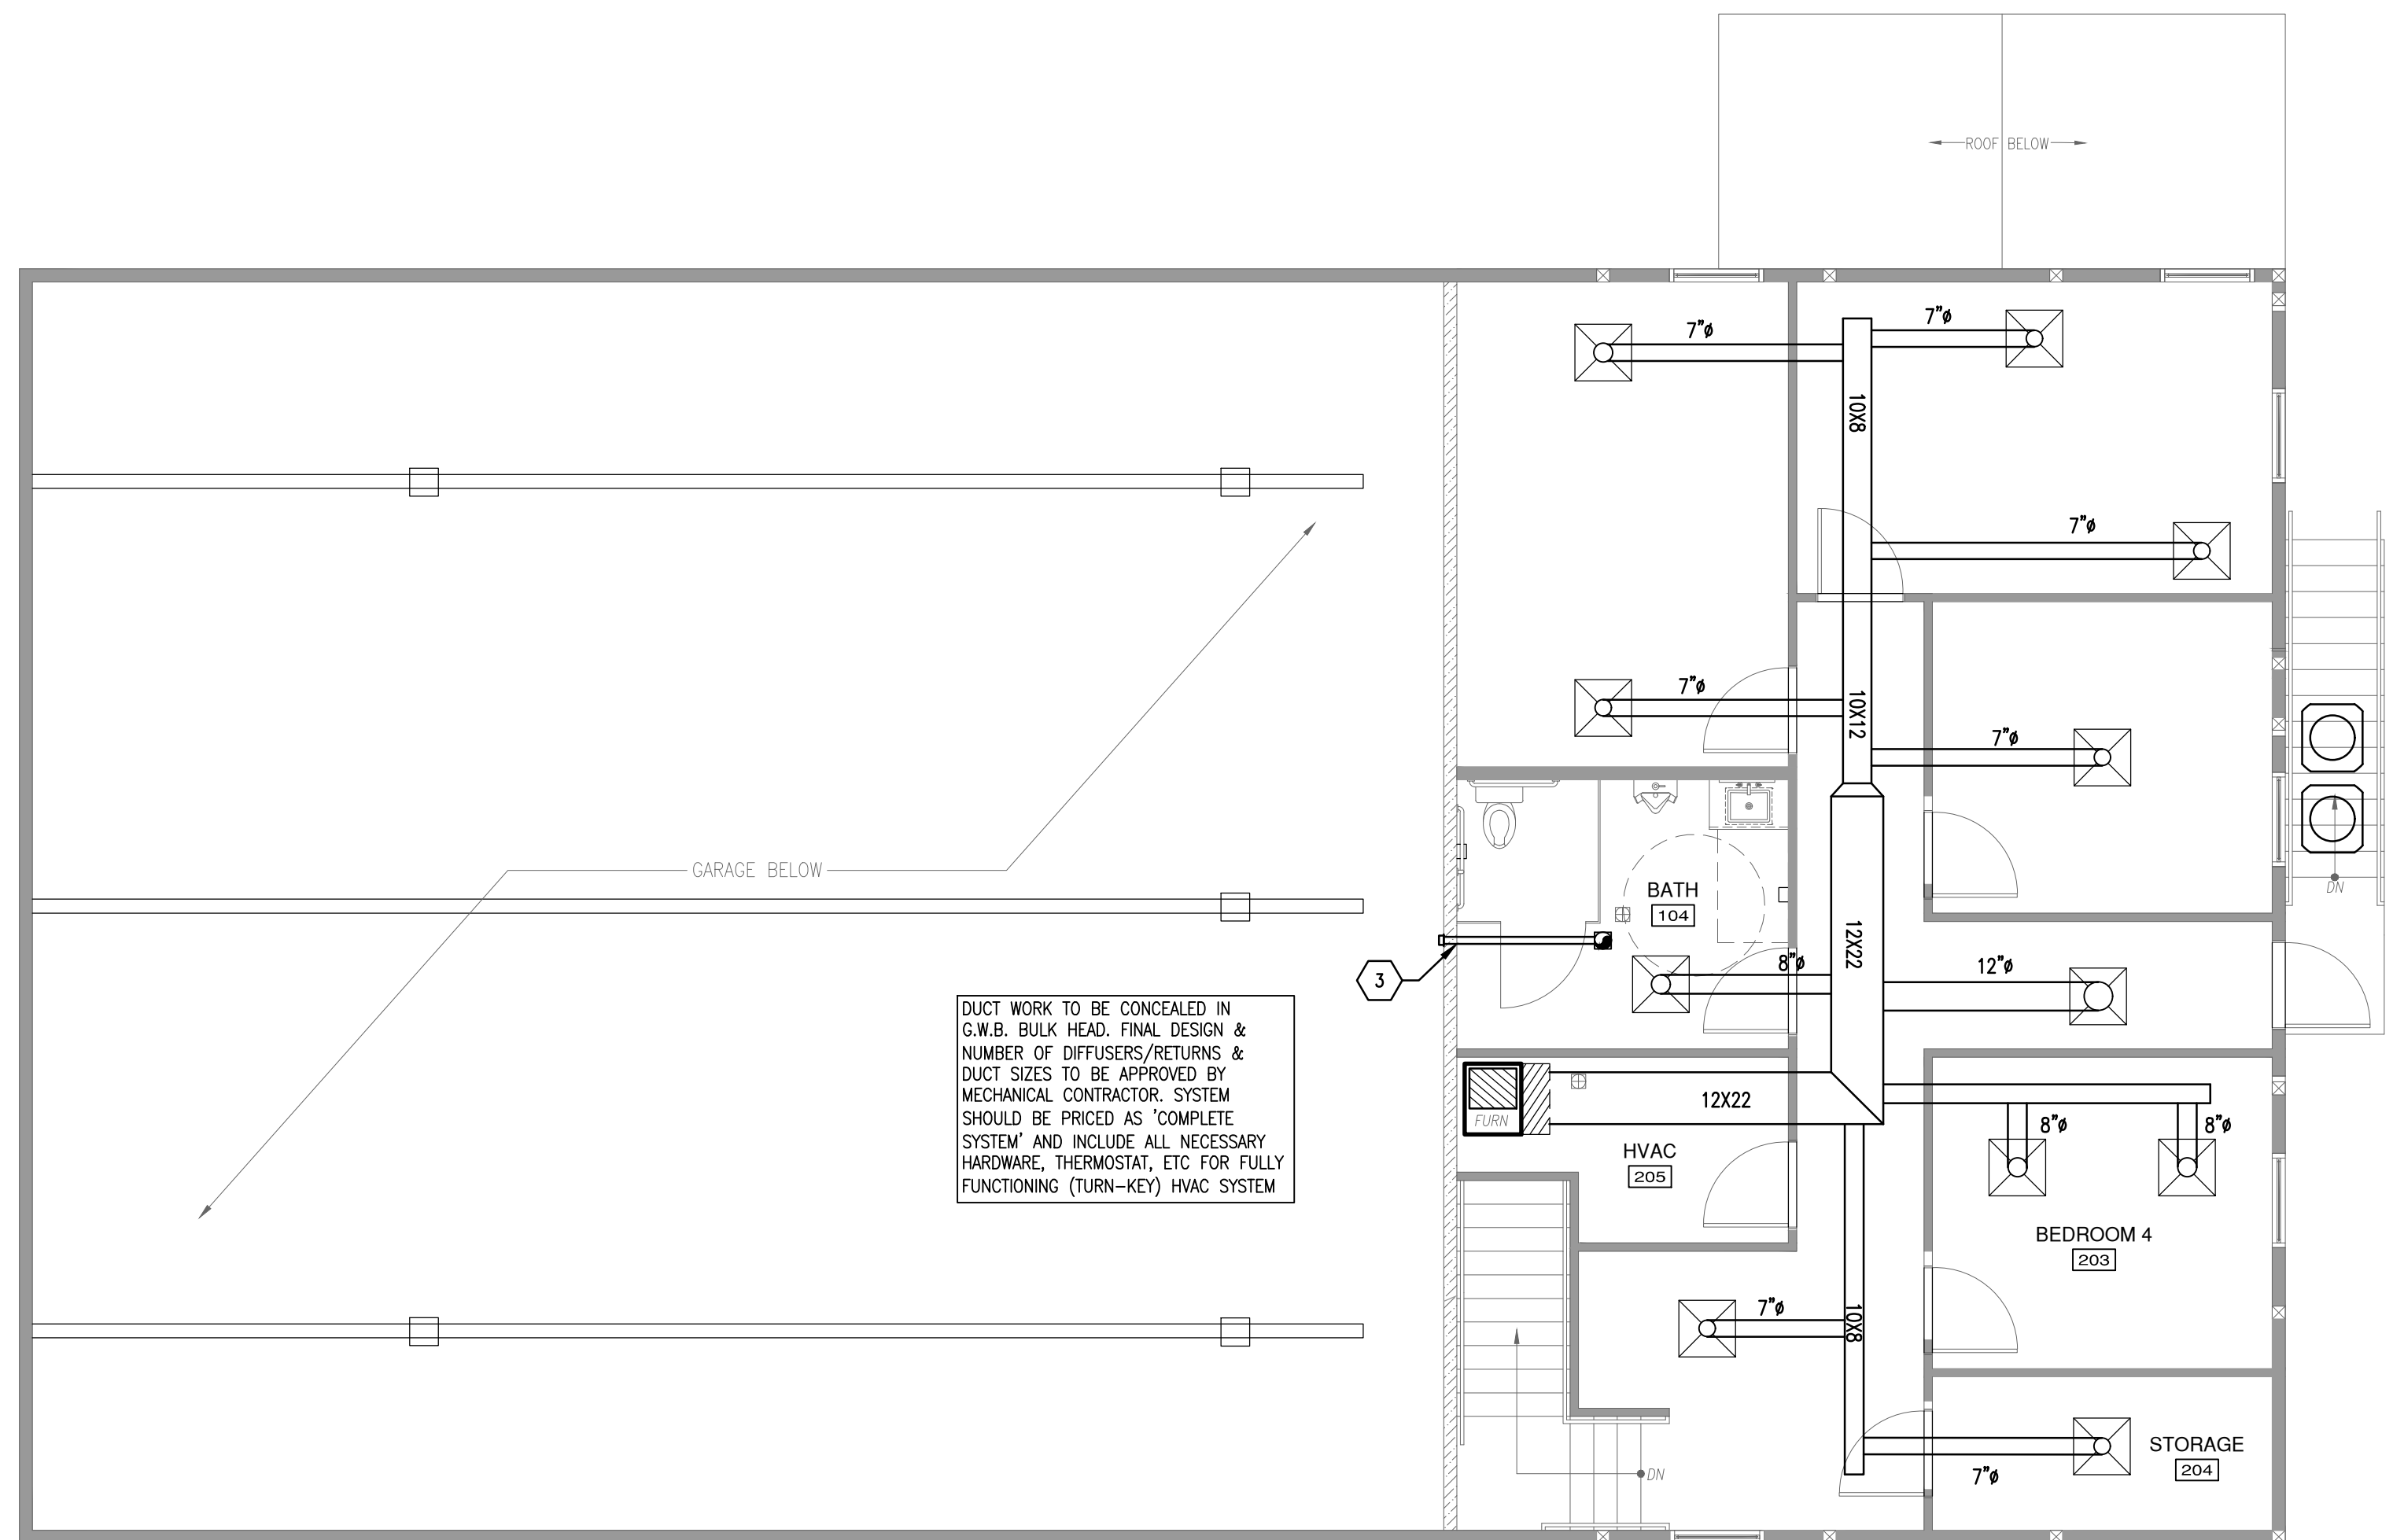 ROOF BELOW
7"ø
7"ø
10X8
7"ø
7"ø
10X12
7"ø
GARAGE BELOW
BATH
104
DN
12X22
8"ø
12"ø
3
DUCT WORK TO BE CONCEALED IN
G.W.B. BULK HEAD. FINAL DESIGN &
NUMBER OF DIFFUSERS/RETURNS &
DUCT SIZES TO BE APPROVED BY
MECHANICAL CONTRACTOR. SYSTEM
SHOULD BE PRICED AS 'COMPLETE
SYSTEM' AND INCLUDE ALL NECESSARY
HARDWARE, THERMOSTAT, ETC FOR FULLY
FUNCTIONING (TURN-KEY) HVAC SYSTEM
FURN
12X22
8"ø
8"ø
HVAC
205
BEDROOM 4
203
7"ø
10X8
STORAGE
204
DN
7"ø